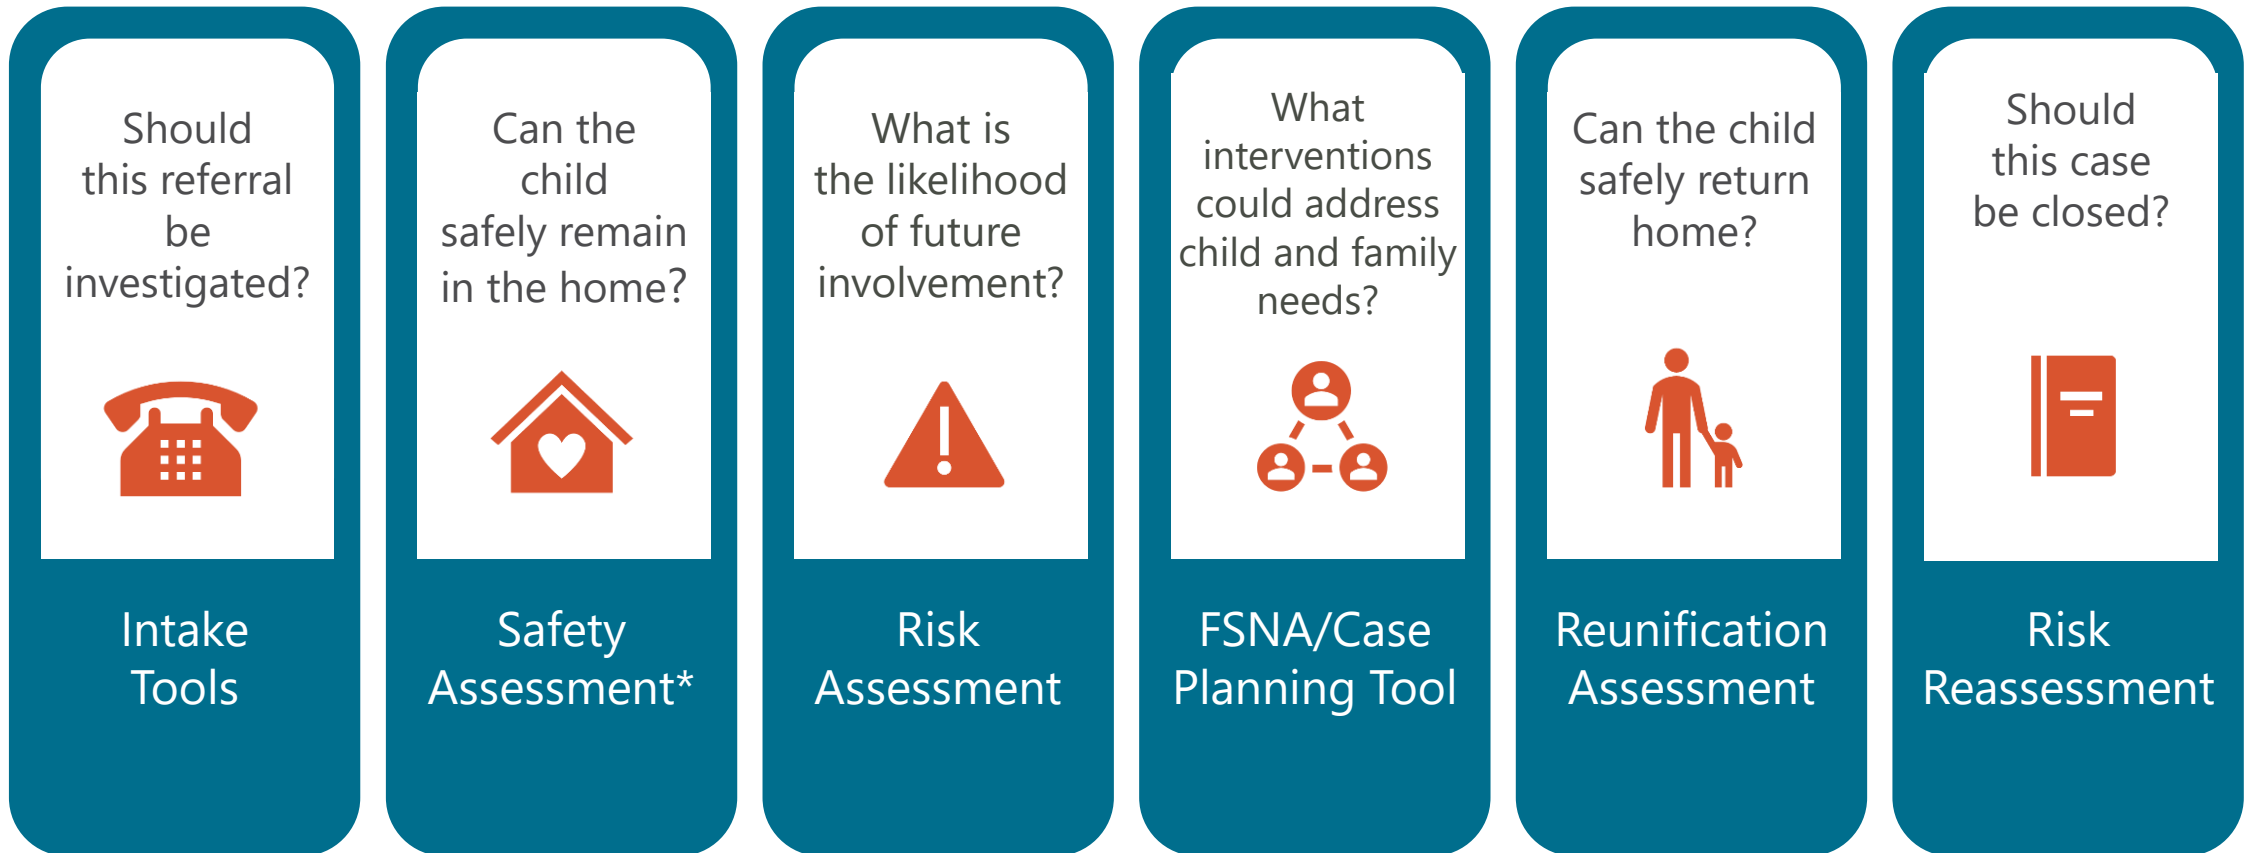 Should
this referral
be
investigated?
Intake
Tools
Can the
child
safely remain
in the home?
Safety
Assessment*
What is
the likelihood
of future
involvement?
Risk
Assessment
What
interventions
could address
child and family
needs?
FSNA/Case
Planning Tool
Can the child
safely return
home?
Reunification
Assessment
Should
this case
be closed?
Risk
Reassessment